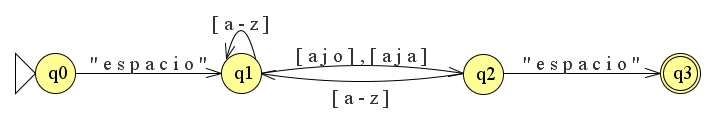 [a-z]
q0 "espacio" q1 [ajo],[aja] q2 "espacio" q3
[a-z]